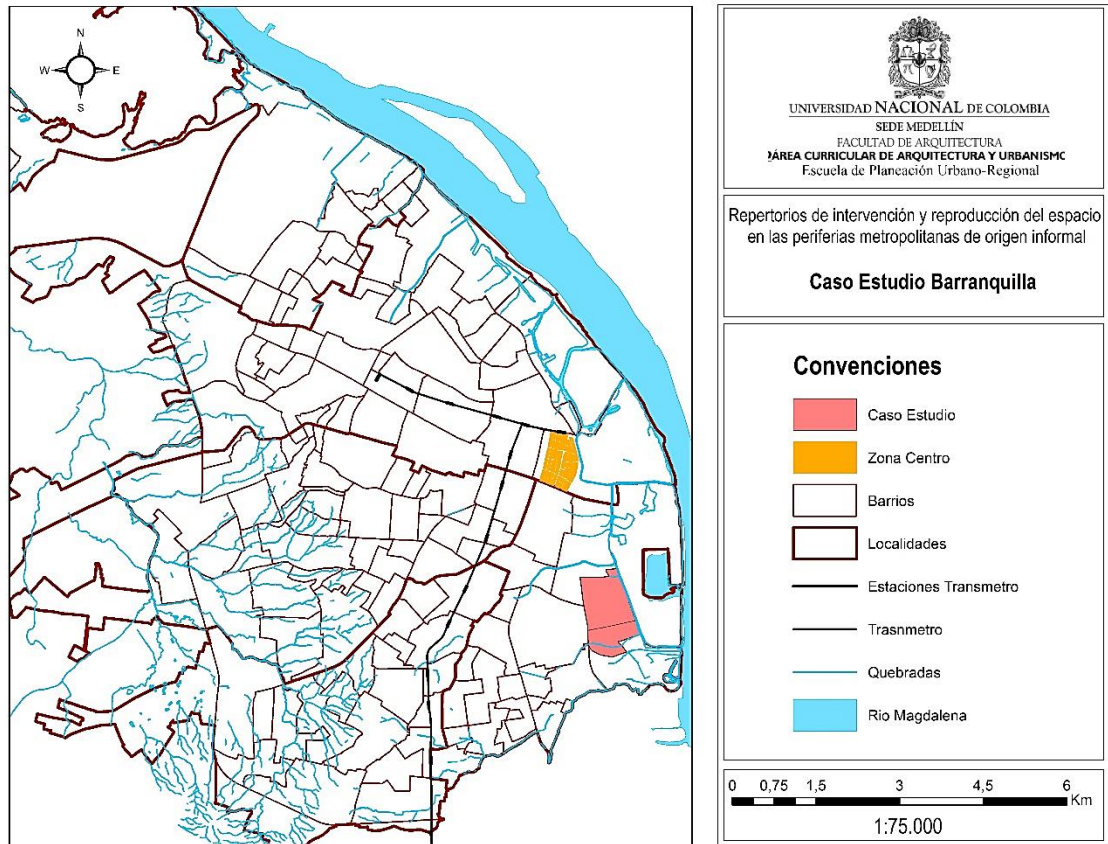 N
W E
S
UNIVERSIDAD NACIONAL DE COLOMBIA
SEDE MEDELLÍN
FACULTAD DE ARQUITECTURA
ÁREA CURRICULAR DE ARQUITECTURA Y URBANISMO
Escuela de Planeación Urbano-Regional
Repertorios de intervención y reproducción del espacio
en las periferias metropolitanas de origen informal
Caso Estudio Barranquilla
Convenciones
Caso Estudio
Zona Centro
Barrios
Localidades
Estaciones Transmetro
Trasnmetro
Quebradas
Rio Magdalena
0 0,75 1,5 3 4,5 6
Km
1:75.000